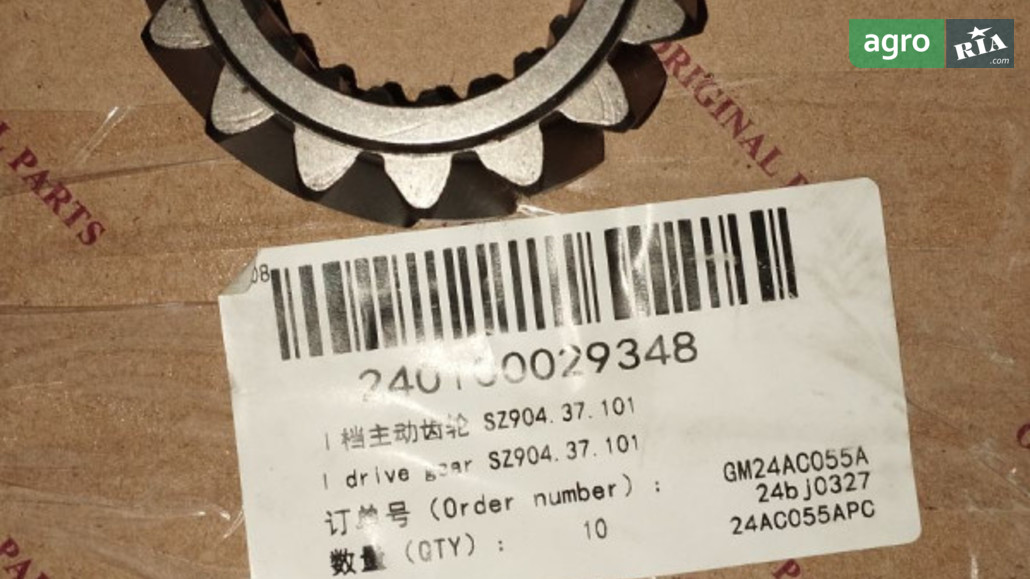 agro RIA .com
ORIGINAL
L PARTS
08
240100029348
I 档主动齿轮 SZ904.37.101
I drive gear SZ904.37.101
订单号 (Order number) : GM24AC055A
24bj0327
数量 (QTY) : 10 24AC055APC
PARTS